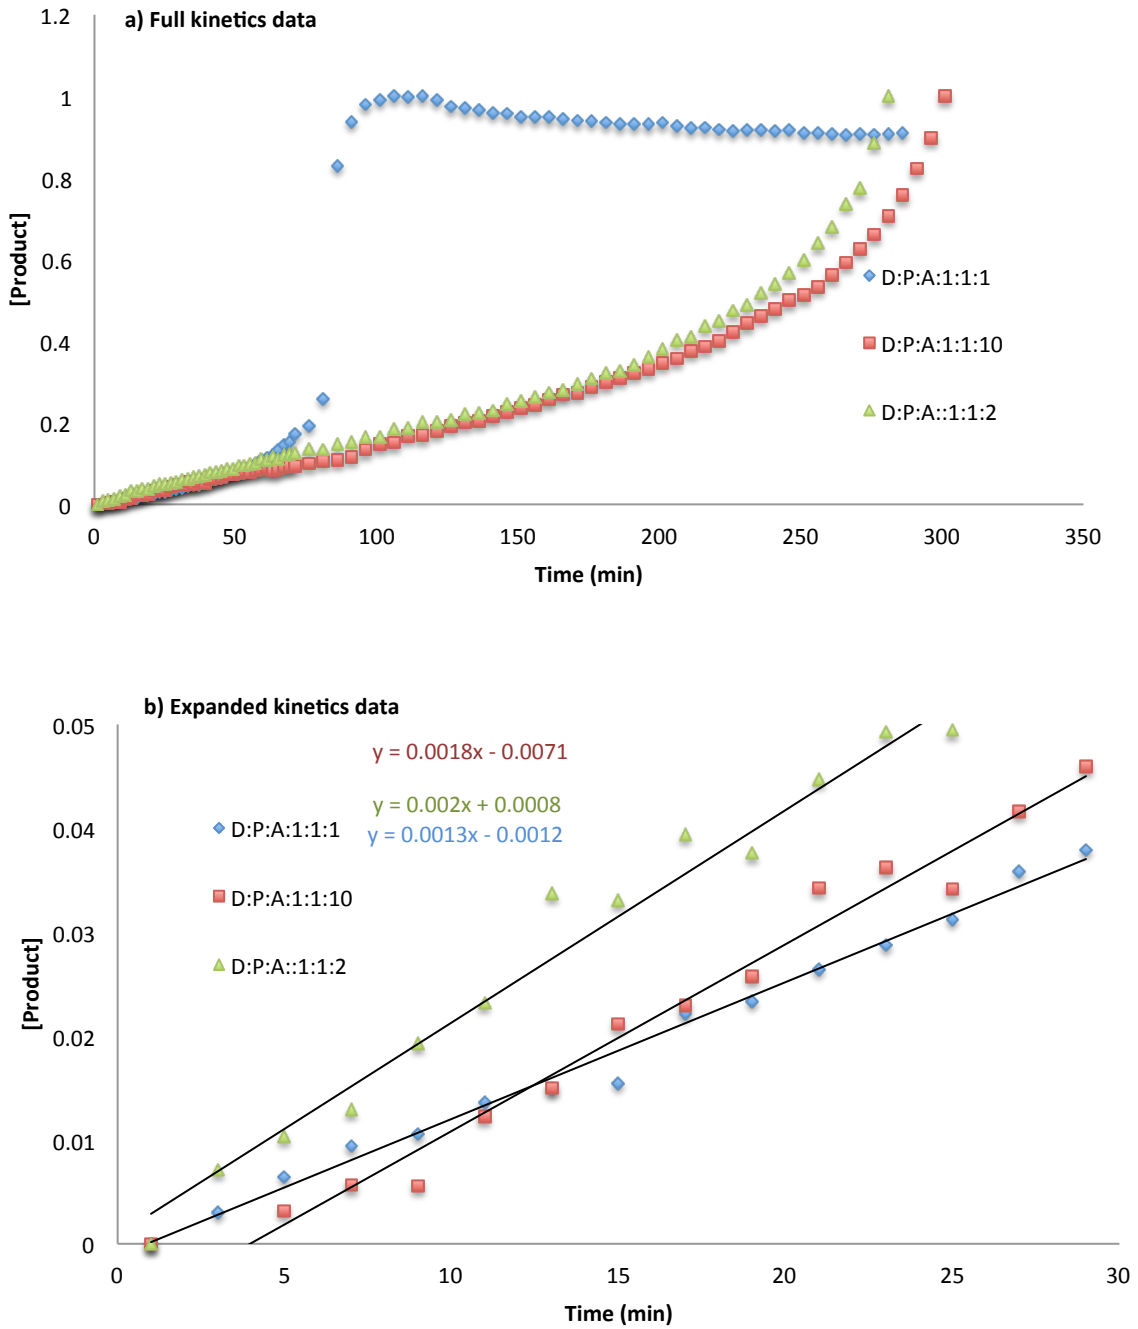 a) Full kinetics data
1.2
1
0.8
0.6
0.4
0.2
0
[Product]
D:P:A:1:1:1
D:P:A:1:1:10
D:P:A::1:1:2
0 50 100 150 200 250 300 350
Time (min)
b) Expanded kinetics data
0.05
0.04
0.03
0.02
0.01
0
[Product]
y = 0.0018x - 0.0071
y = 0.002x + 0.0008
y = 0.0013x - 0.0012
D:P:A:1:1:1
D:P:A:1:1:10
D:P:A::1:1:2
0 5 10 15 20 25 30
Time (min)